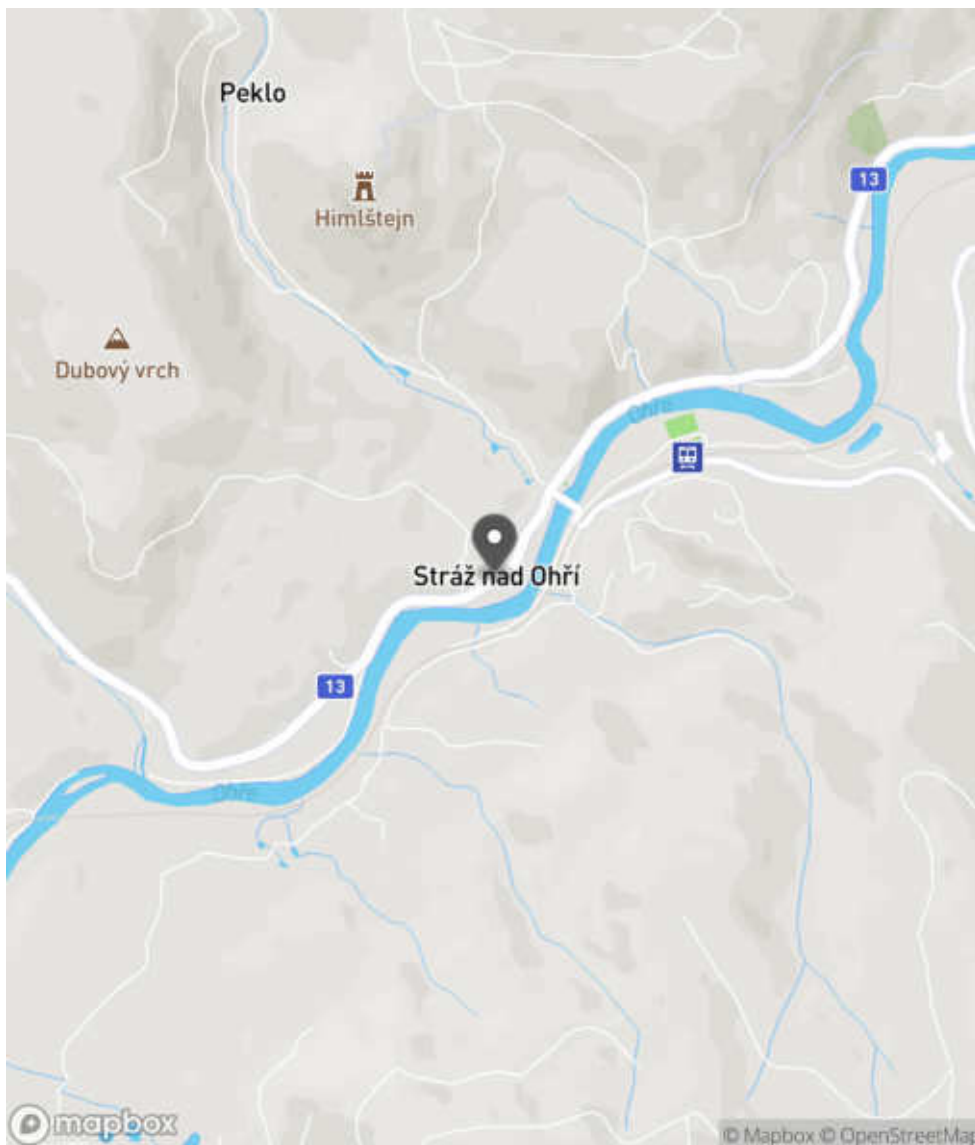 Peklo
13
Himlštejn
Dubový vrch
Ohře
Stráž nad Ohří
13
Ohře
mapbox
© Mapbox © OpenStreetMap